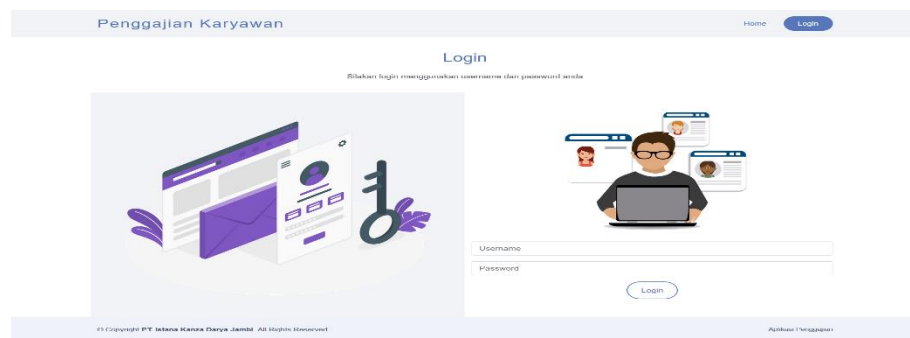 Penggajian Karyawan
Home
Login
Login
Silakan login menggunakan username dan password anda
Username
Password
Login
© Copyright PT. Istana Kanza Darya Jambi. All Rights Reserved
Aplikasi Penggajian